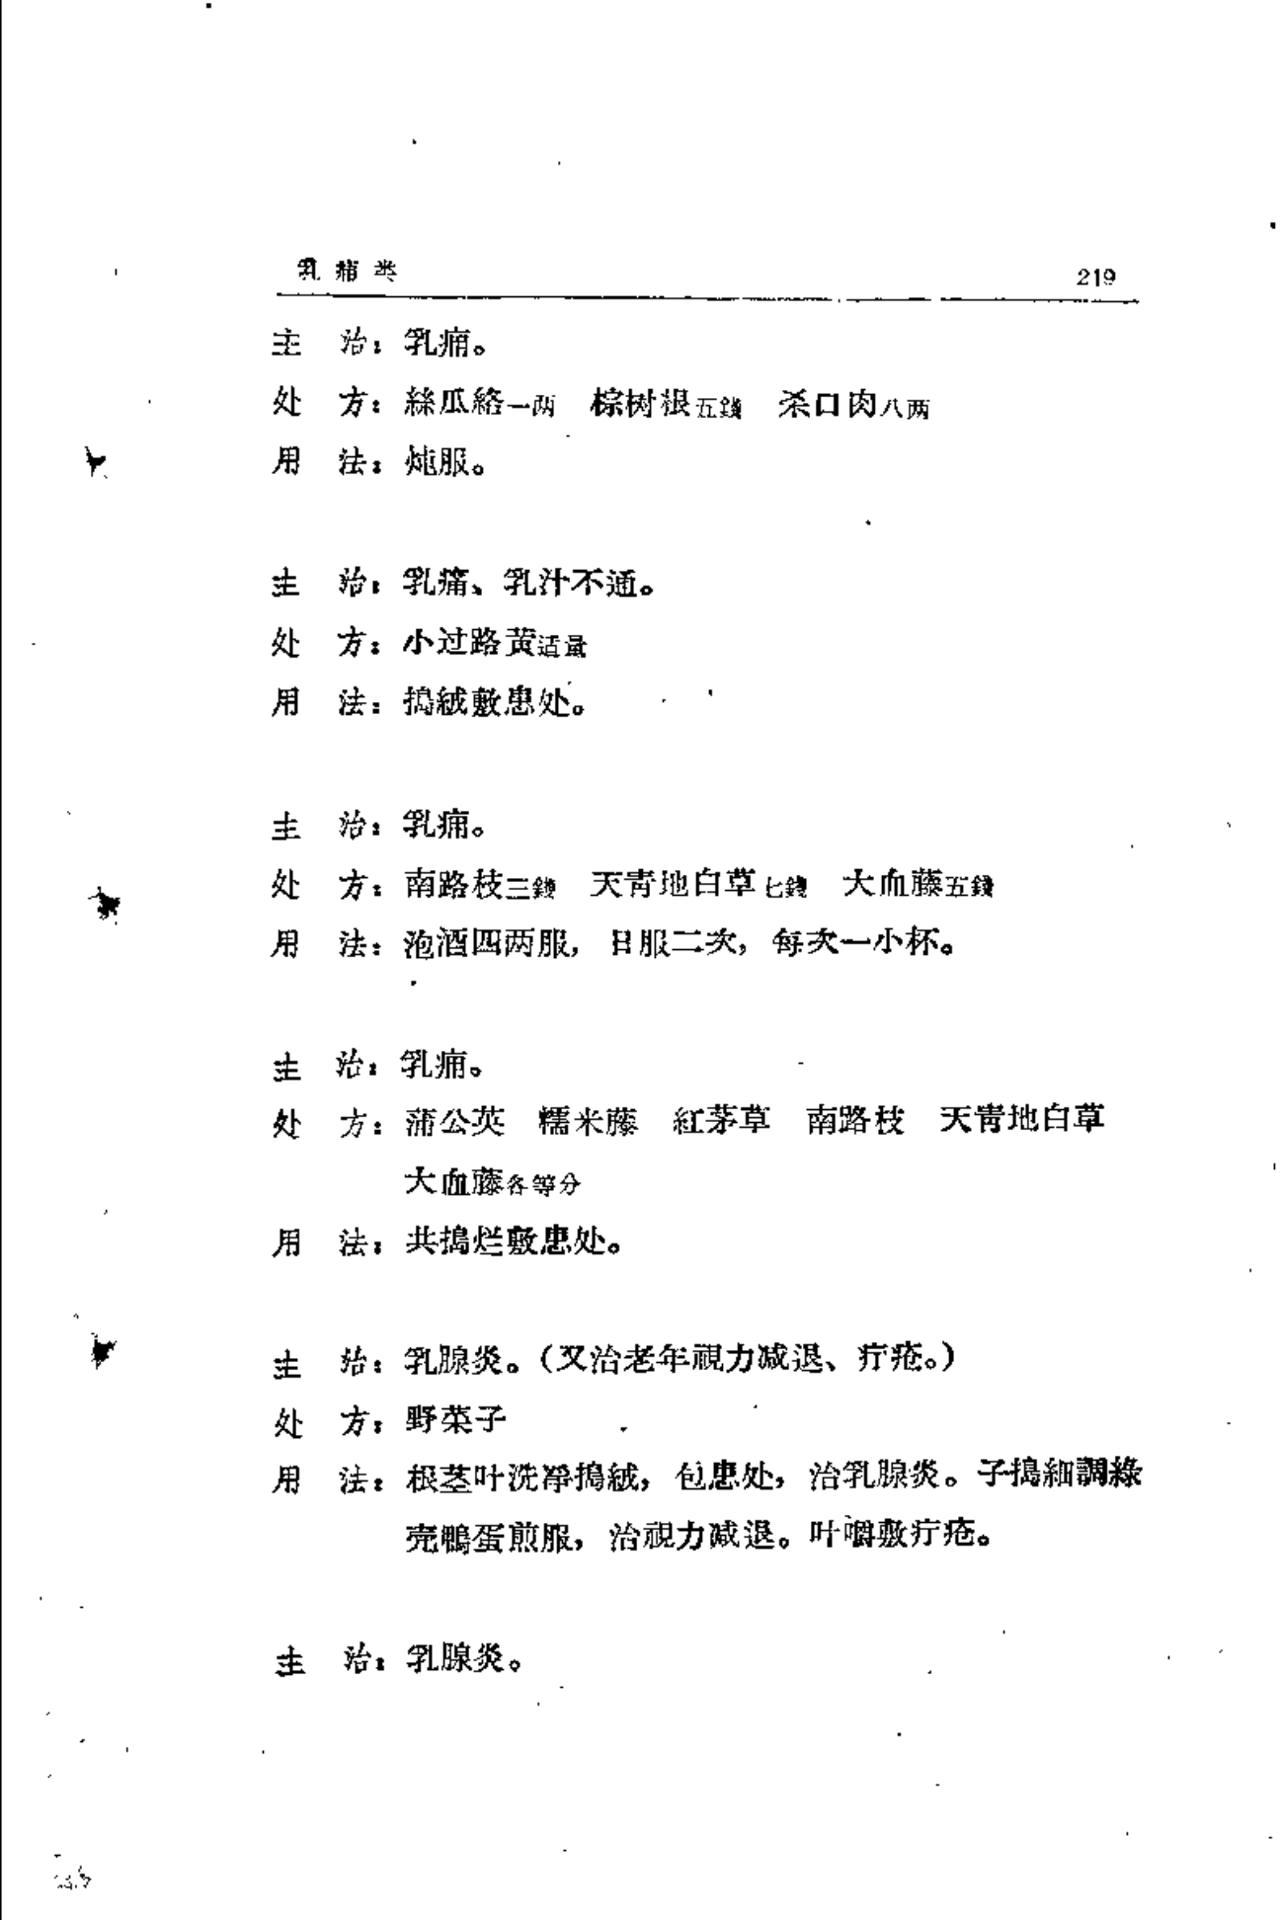 乳痈类 219
主 治：乳痈。
处 方：絲瓜絡一两 棕树根五錢 杀口肉八两
用 法：炖服。
主 治：乳痛、乳汁不通。
处 方：小过路黄适量
用 法：搗絨敷患处。
主 治：乳痈。
处 方：南路枝三錢 天青地白草七錢 大血藤五錢
用 法：泡酒四两服，日服二次，每次一小杯。
主 治：乳痈。
处 方：蒲公英 糯米藤 紅茅草 南路枝 天青地白草
大血藤各等分
用 法：共搗烂敷患处。
主 治：乳腺炎。（又治老年視力减退、疔疮。）
处 方：野菜子
用 法：根茎叶洗淨搗絨，包患处，治乳腺炎。子搗細調綠
壳鴨蛋煎服，治視力减退。叶嚼敷疔疮。
主 治：乳腺炎。